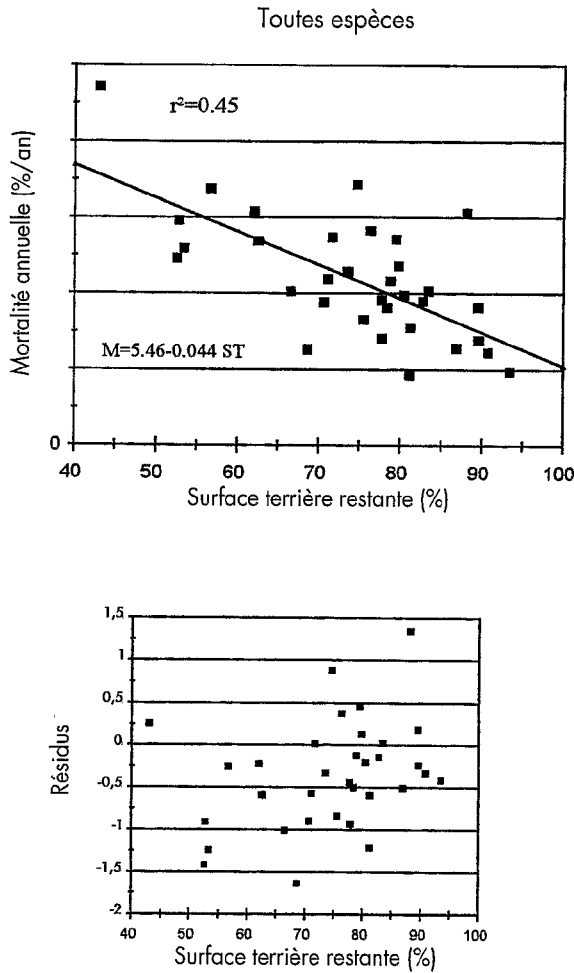 Toutes espèces
r²=0.45
Mortalité annuelle (%/an)
M=5.46-0.044 ST
0
40 50 60 70 80 90 100
Surface terrière restante (%)
1,5
1
0,5
0
-0,5
-1
-1,5
-2
Résidus
40 50 60 70 80 90 100
Surface terrière restante (%)